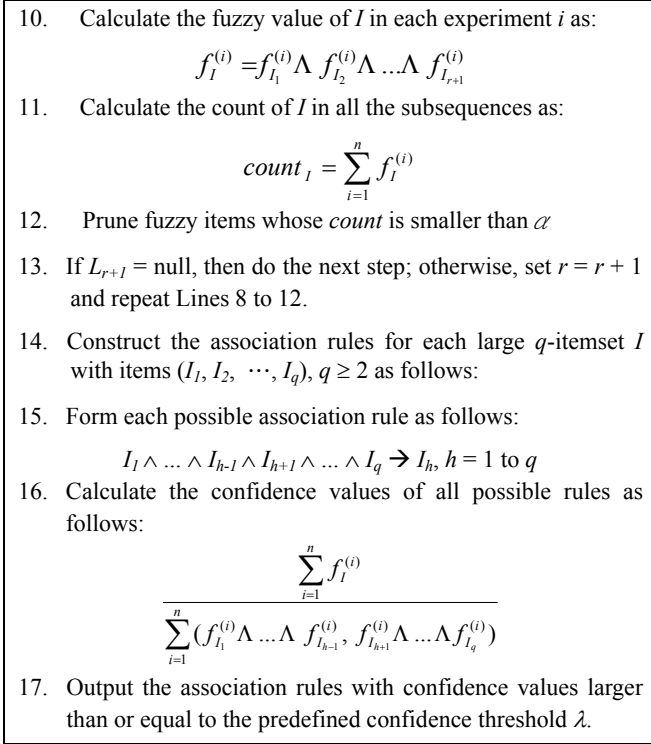 10. Calculate the fuzzy value of I in each experiment i as:
f_I^{(i)} = f_{I_1}^{(i)} Λ f_{I_2}^{(i)} Λ ...Λ f_{I_{r+1}}^{(i)}
11. Calculate the count of I in all the subsequences as:
count_I = \sum_{i=1}^{n} f_I^{(i)}
12. Prune fuzzy items whose count is smaller than α
13. If L_{r+1} = null, then do the next step; otherwise, set r = r + 1
and repeat Lines 8 to 12.
14. Construct the association rules for each large q-itemset I
with items (I_1, I_2, ⋯, I_q), q ≥ 2 as follows:
15. Form each possible association rule as follows:
I_1 ∧ ... ∧ I_{h-1} ∧ I_{h+1} ∧ ... ∧ I_q → I_h, h = 1 to q
16. Calculate the confidence values of all possible rules as
follows:
\frac{\sum_{i=1}^{n} f_I^{(i)}}{\sum_{i=1}^{n} (f_{I_1}^{(i)} Λ ...Λ f_{I_{h-1}}^{(i)}, f_{I_{h+1}}^{(i)} Λ ...Λ f_{I_q}^{(i)})}
17. Output the association rules with confidence values larger
than or equal to the predefined confidence threshold λ.